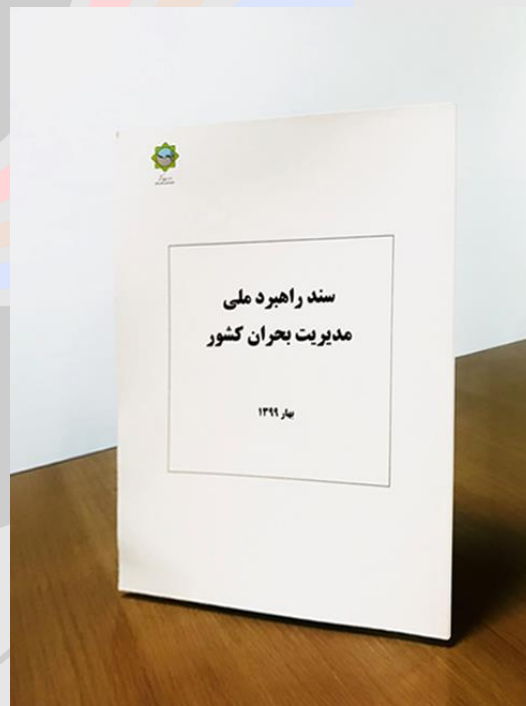 سند راهبرد ملی
مدیریت بحران کشور
بهار ۱۳۹۹